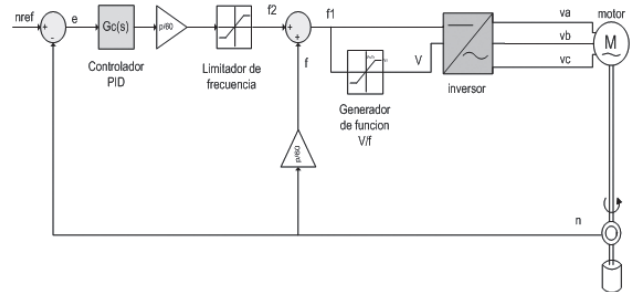 nref
+
-
e
Gc(s)
Controlador
PID
p/60
Limitador de
frecuencia
f2
+
+
f
p/60
f1
Generador
de funcion
V/f
V
inversor
va
vb
vc
motor
M
n